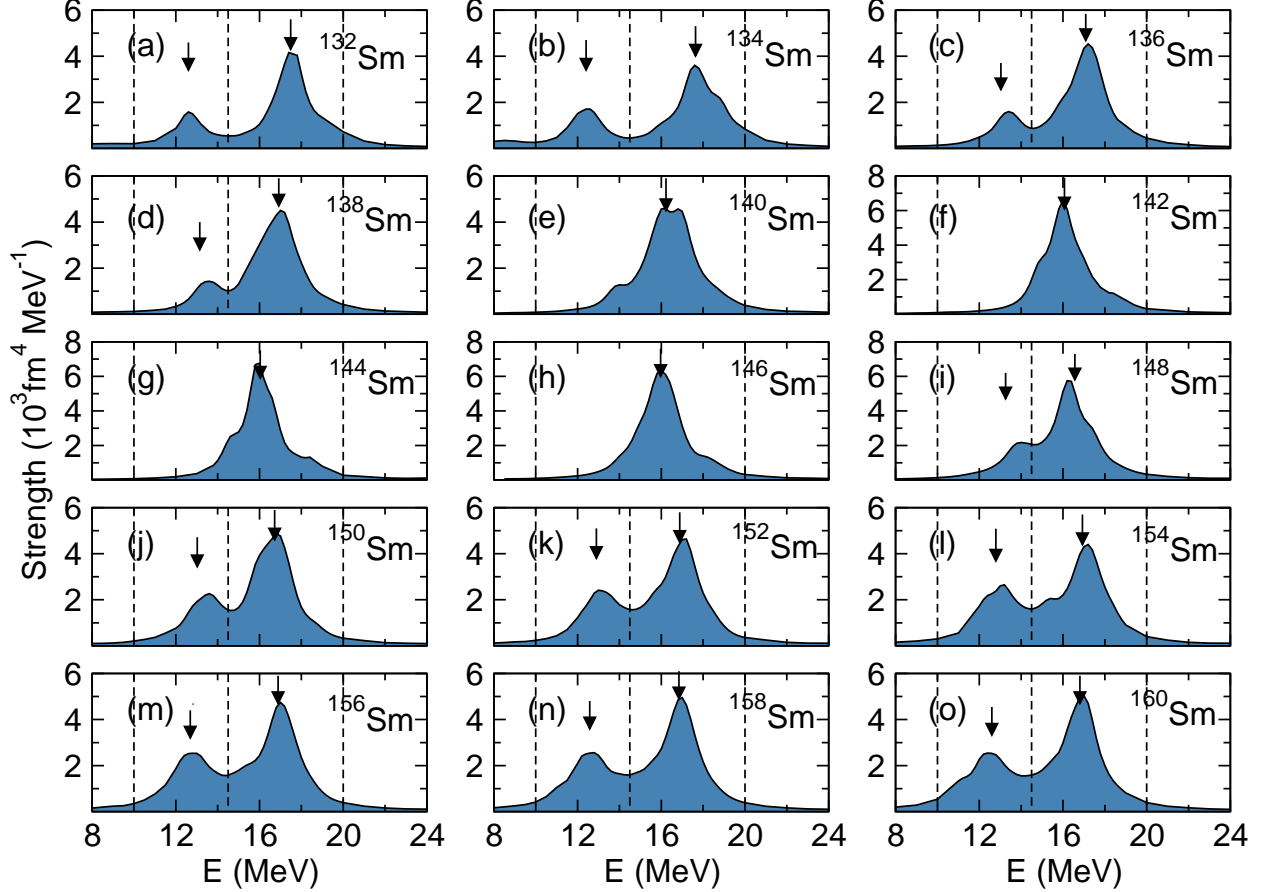 6 6 6
(a) ¹³²Sm (b) ¹³⁴Sm (c) ¹³⁶Sm
4 4 4
2 2 2
6 6 8
(d) ¹³⁸Sm (e) ¹⁴⁰Sm (f) ¹⁴²Sm
4 4 6
2 2 4
2
Strength (10³fm⁴ MeV⁻¹)
8 8 8
(g) ¹⁴⁴Sm (h) ¹⁴⁶Sm (i) ¹⁴⁸Sm
6 6 6
4 4 4
2 2 2
6 6 6
(j) ¹⁵⁰Sm (k) ¹⁵²Sm (l) ¹⁵⁴Sm
4 4 4
2 2 2
6 6 6
(m) ¹⁵⁶Sm (n) ¹⁵⁸Sm (o) ¹⁶⁰Sm
4 4 4
2 2 2
8 12 16 20 24 8 12 16 20 24 8 12 16 20 24
E (MeV) E (MeV) E (MeV)